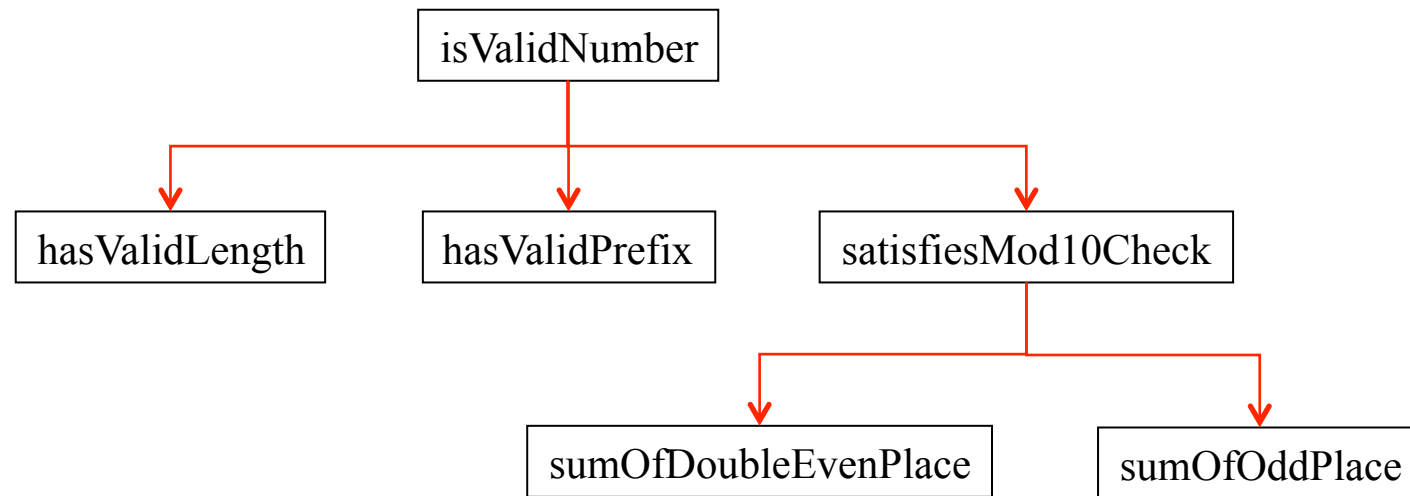 isValidNumber
hasValidLength
hasValidPrefix
satisfiesMod10Check
sumOfDoubleEvenPlace
sumOfOddPlace